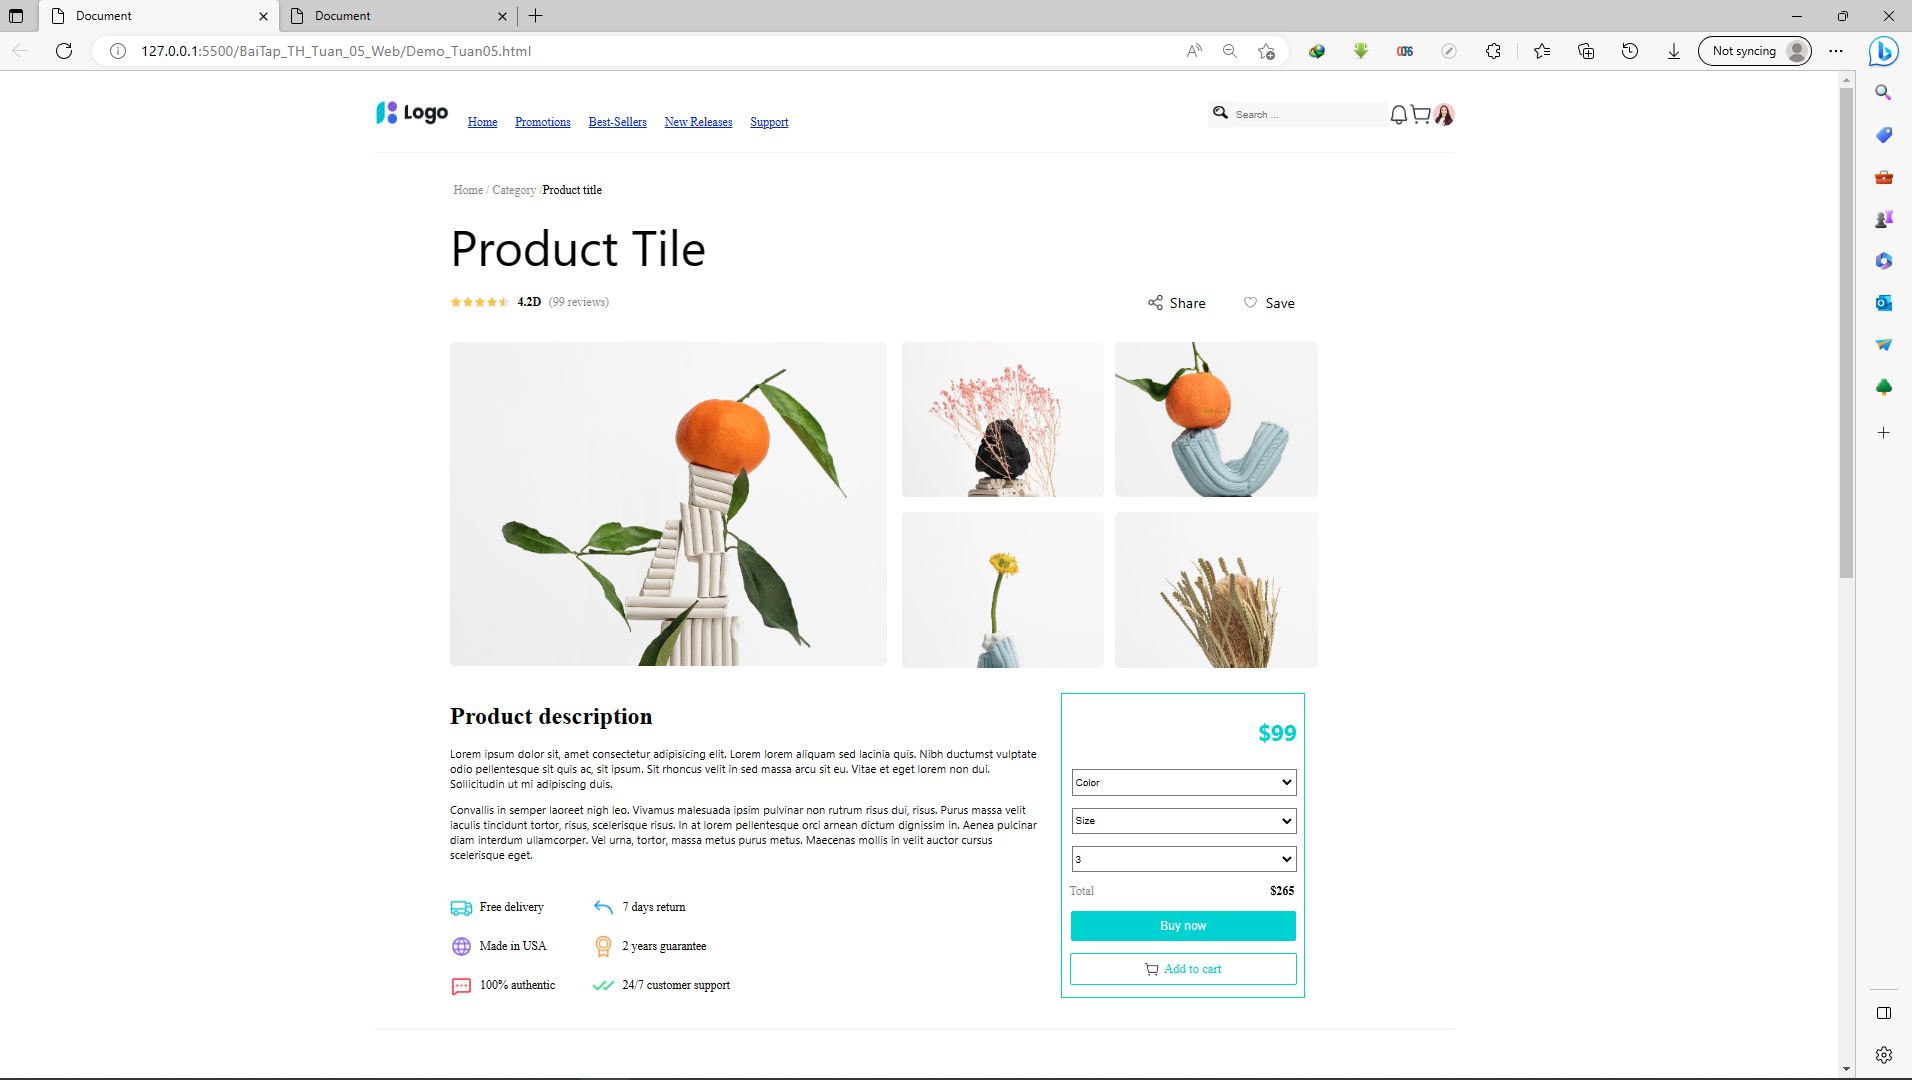 Document
Document
127.0.0.1:5500/BaiTap_TH_Tuan_05_Web/Demo_Tuan05.html
Not syncing
Logo
Home Promotions Best-Sellers New Releases Support
Search ...
Home / Category /Product title
Product Tile
4.2D (99 reviews)
Share Save
Product description
Lorem ipsum dolor sit, amet consectetur adipisicing elit. Lorem lorem aliquam sed lacinia quis. Nibh ductumst vulptate
odio pellentesque sit quis ac, sit ipsum. Sit rhoncus velit in sed massa arcu sit eu. Vitae et eget lorem non dui.
Sollicitudin ut mi adipiscing duis.
Convallis in semper laoreet nigh leo. Vivamus malesuada ipsim pulvinar non rutrum risus dui, risus. Purus massa velit
iaculis tincidunt tortor, risus, scelerisque risus. In at lorem pellentesque orci arnean dictum dignissim in. Aenea pulcinar
diam interdum ullamcorper. Vel urna, tortor, massa metus purus metus. Maecenas mollis in velit auctor cursus
scelerisque eget.
Free delivery 7 days return
Made in USA 2 years guarantee
100% authentic 24/7 customer support
$99
Color
Size
3
Total $265
Buy now
Add to cart